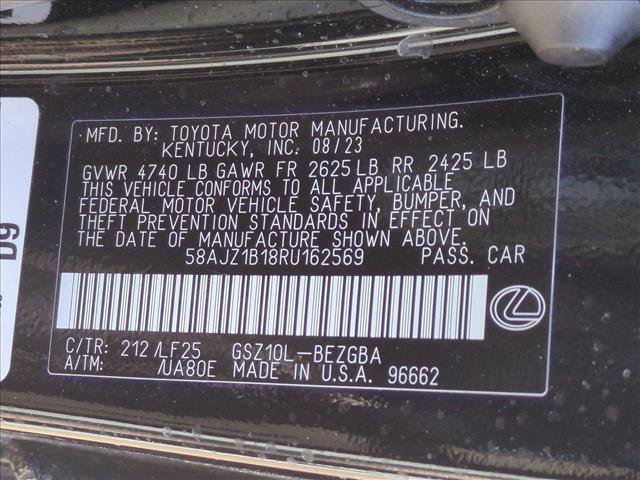 MFD. BY: TOYOTA MOTOR MANUFACTURING.
KENTUCKY, INC. 08/23
GVWR 4740 LB GAWR FR 2625 LB RR 2425 LB
THIS VEHICLE CONFORMS TO ALL APPLICABLE
FEDERAL MOTOR VEHICLE SAFETY, BUMPER, AND
THEFT PREVENTION STANDARDS IN EFFECT ON
THE DATE OF MANUFACTURE SHOWN ABOVE.
58AJZ1B18RU162569 PASS. CAR
C/TR: 212 /LF25 GSZ10L-BEZGBA
A/TM: /UA80E MADE IN U.S.A. 96662
D9